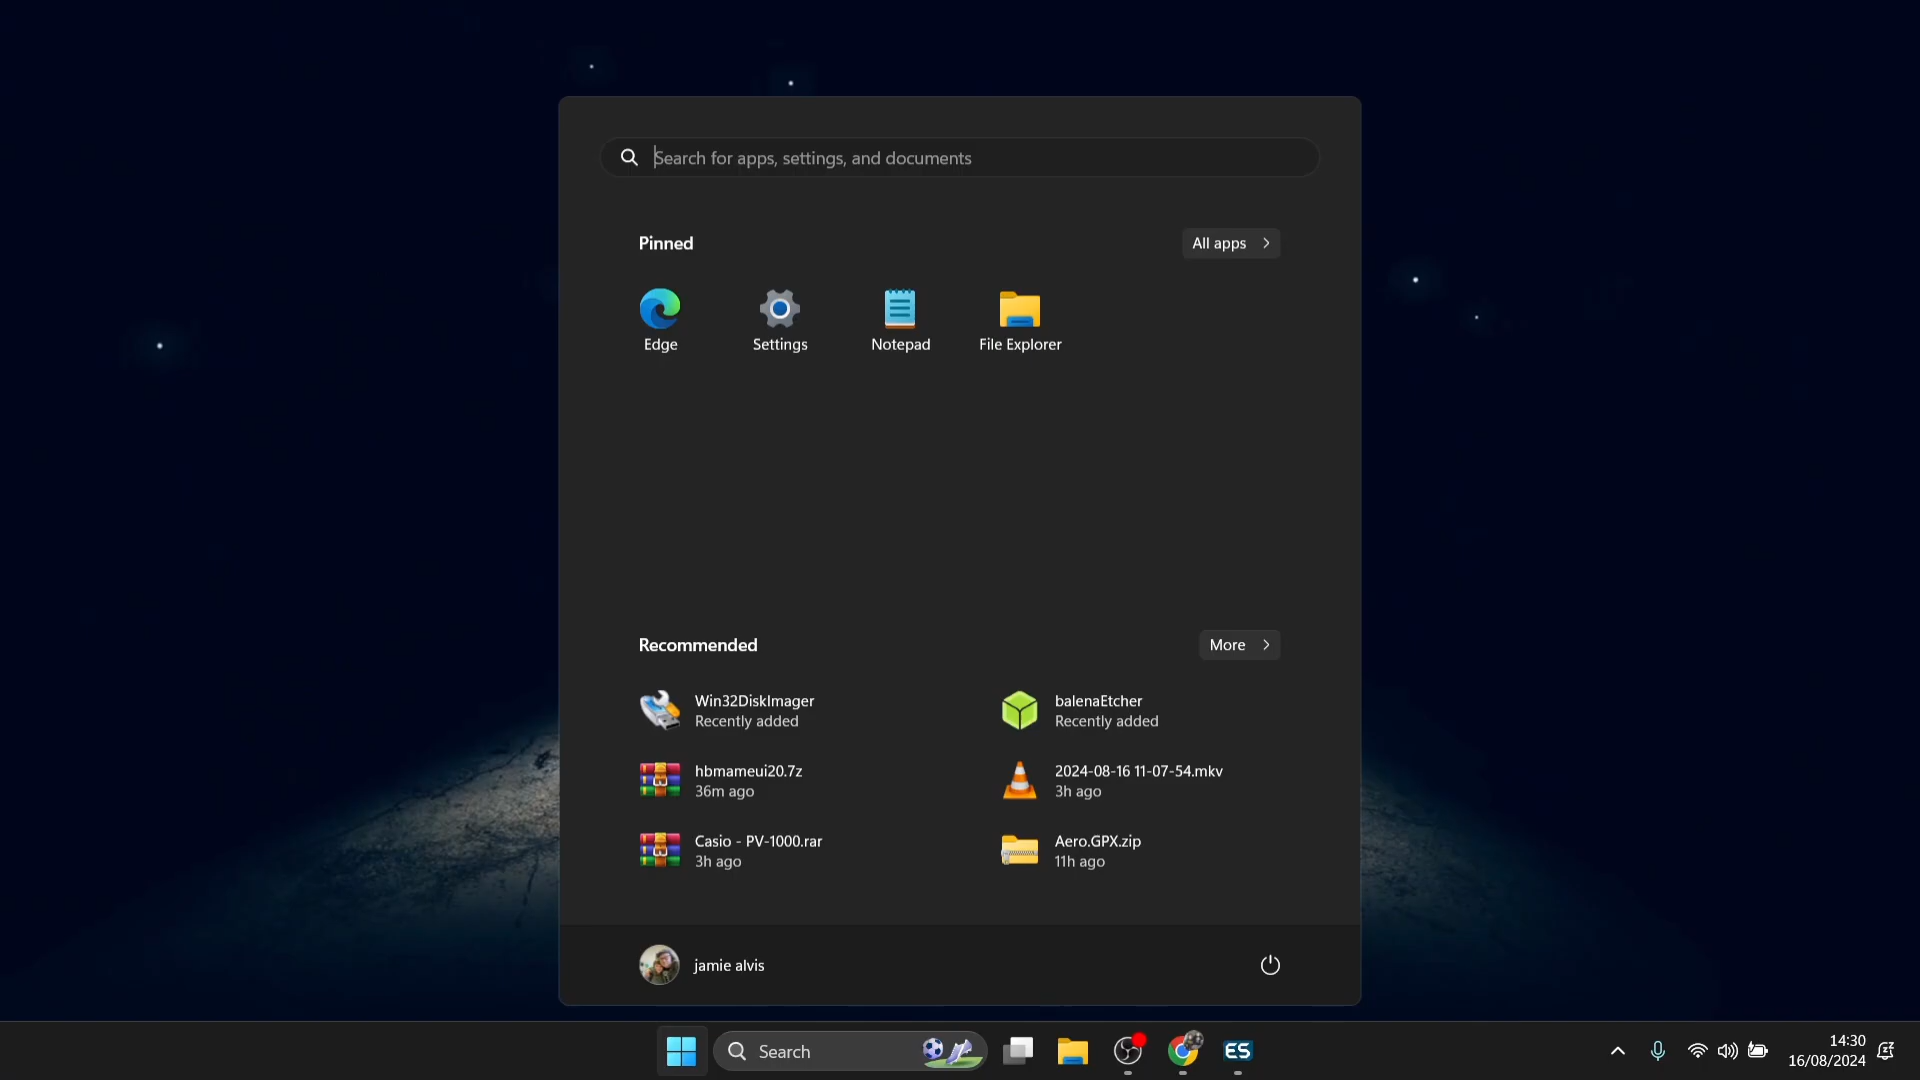 Search for apps, settings, and documents
Pinned
All apps
Edge
Settings
Notepad
File Explorer
Recommended
More
Win32DiskImager
Recently added
balenaEtcher
Recently added
hbmameui20.7z
36m ago
2024-08-16 11-07-54.mkv
3h ago
Casio - PV-1000.rar
3h ago
Aero.GPX.zip
11h ago
jamie alvis
Search
ES
14:30
16/08/2024